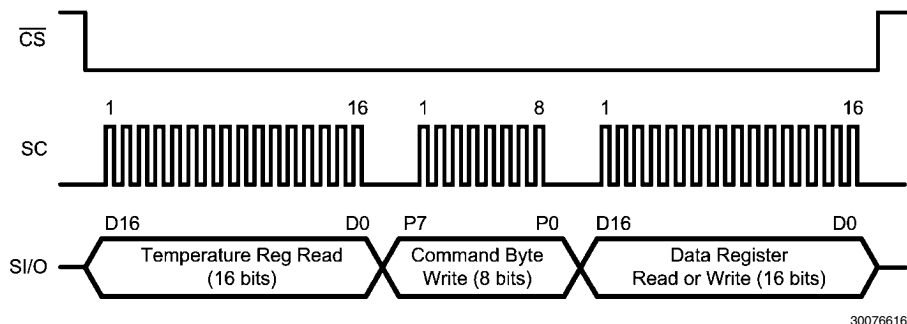 CS
1 16 1 8 1 16
SC
D16 D0 P7 P0 D16 D0
SI/O
Temperature Reg Read
(16 bits)
Command Byte
Write (8 bits)
Data Register
Read or Write (16 bits)
30076616